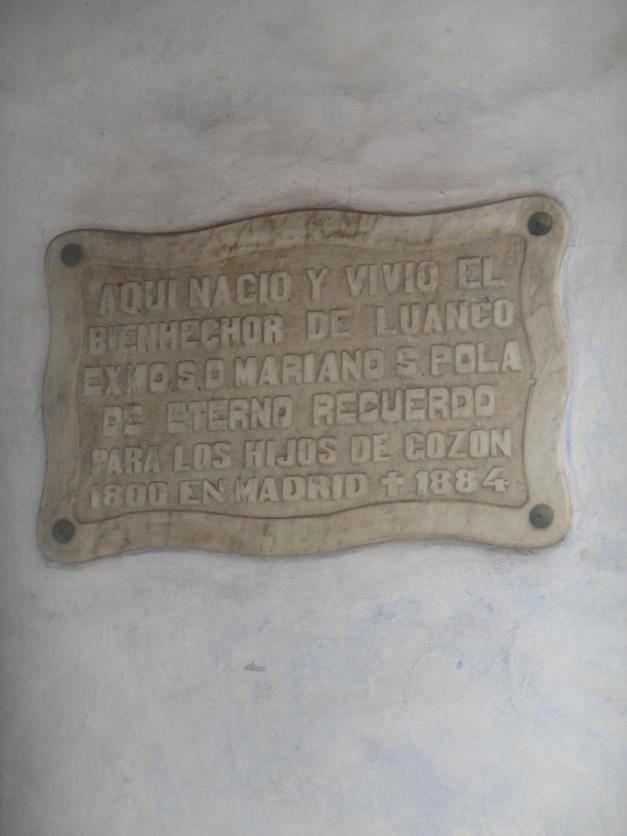 AQUI NACIO Y VIVIO EL
BIENHECHOR DE LUANCO
EXMO S.D MARIANO S. POLA
DE ETERNO RECUERDO
PARA LOS HIJOS DE GOZÓN
1800 EN MADRID ✝ 1884